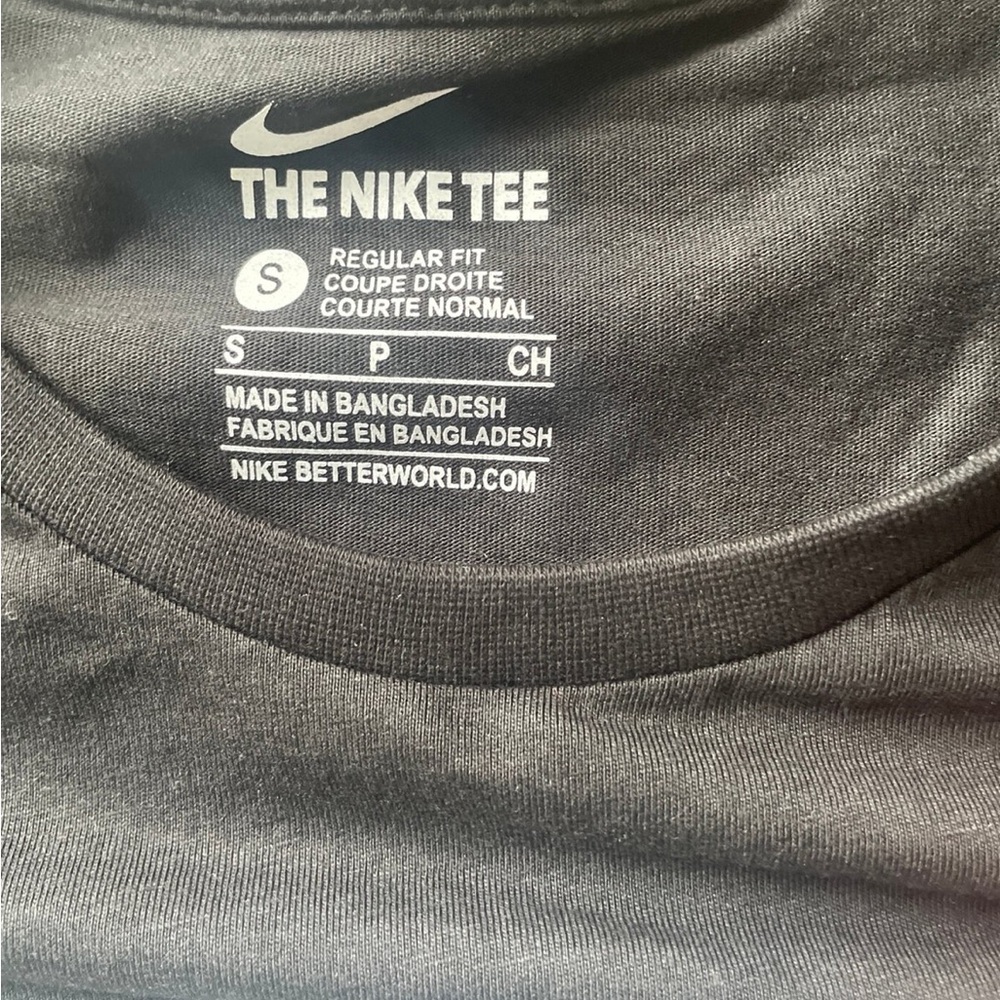 THE NIKE TEE
S
REGULAR FIT
COUPE DROITE
COURTE NORMAL
S P CH
MADE IN BANGLADESH
FABRIQUE EN BANGLADESH
NIKE BETTERWORLD.COM